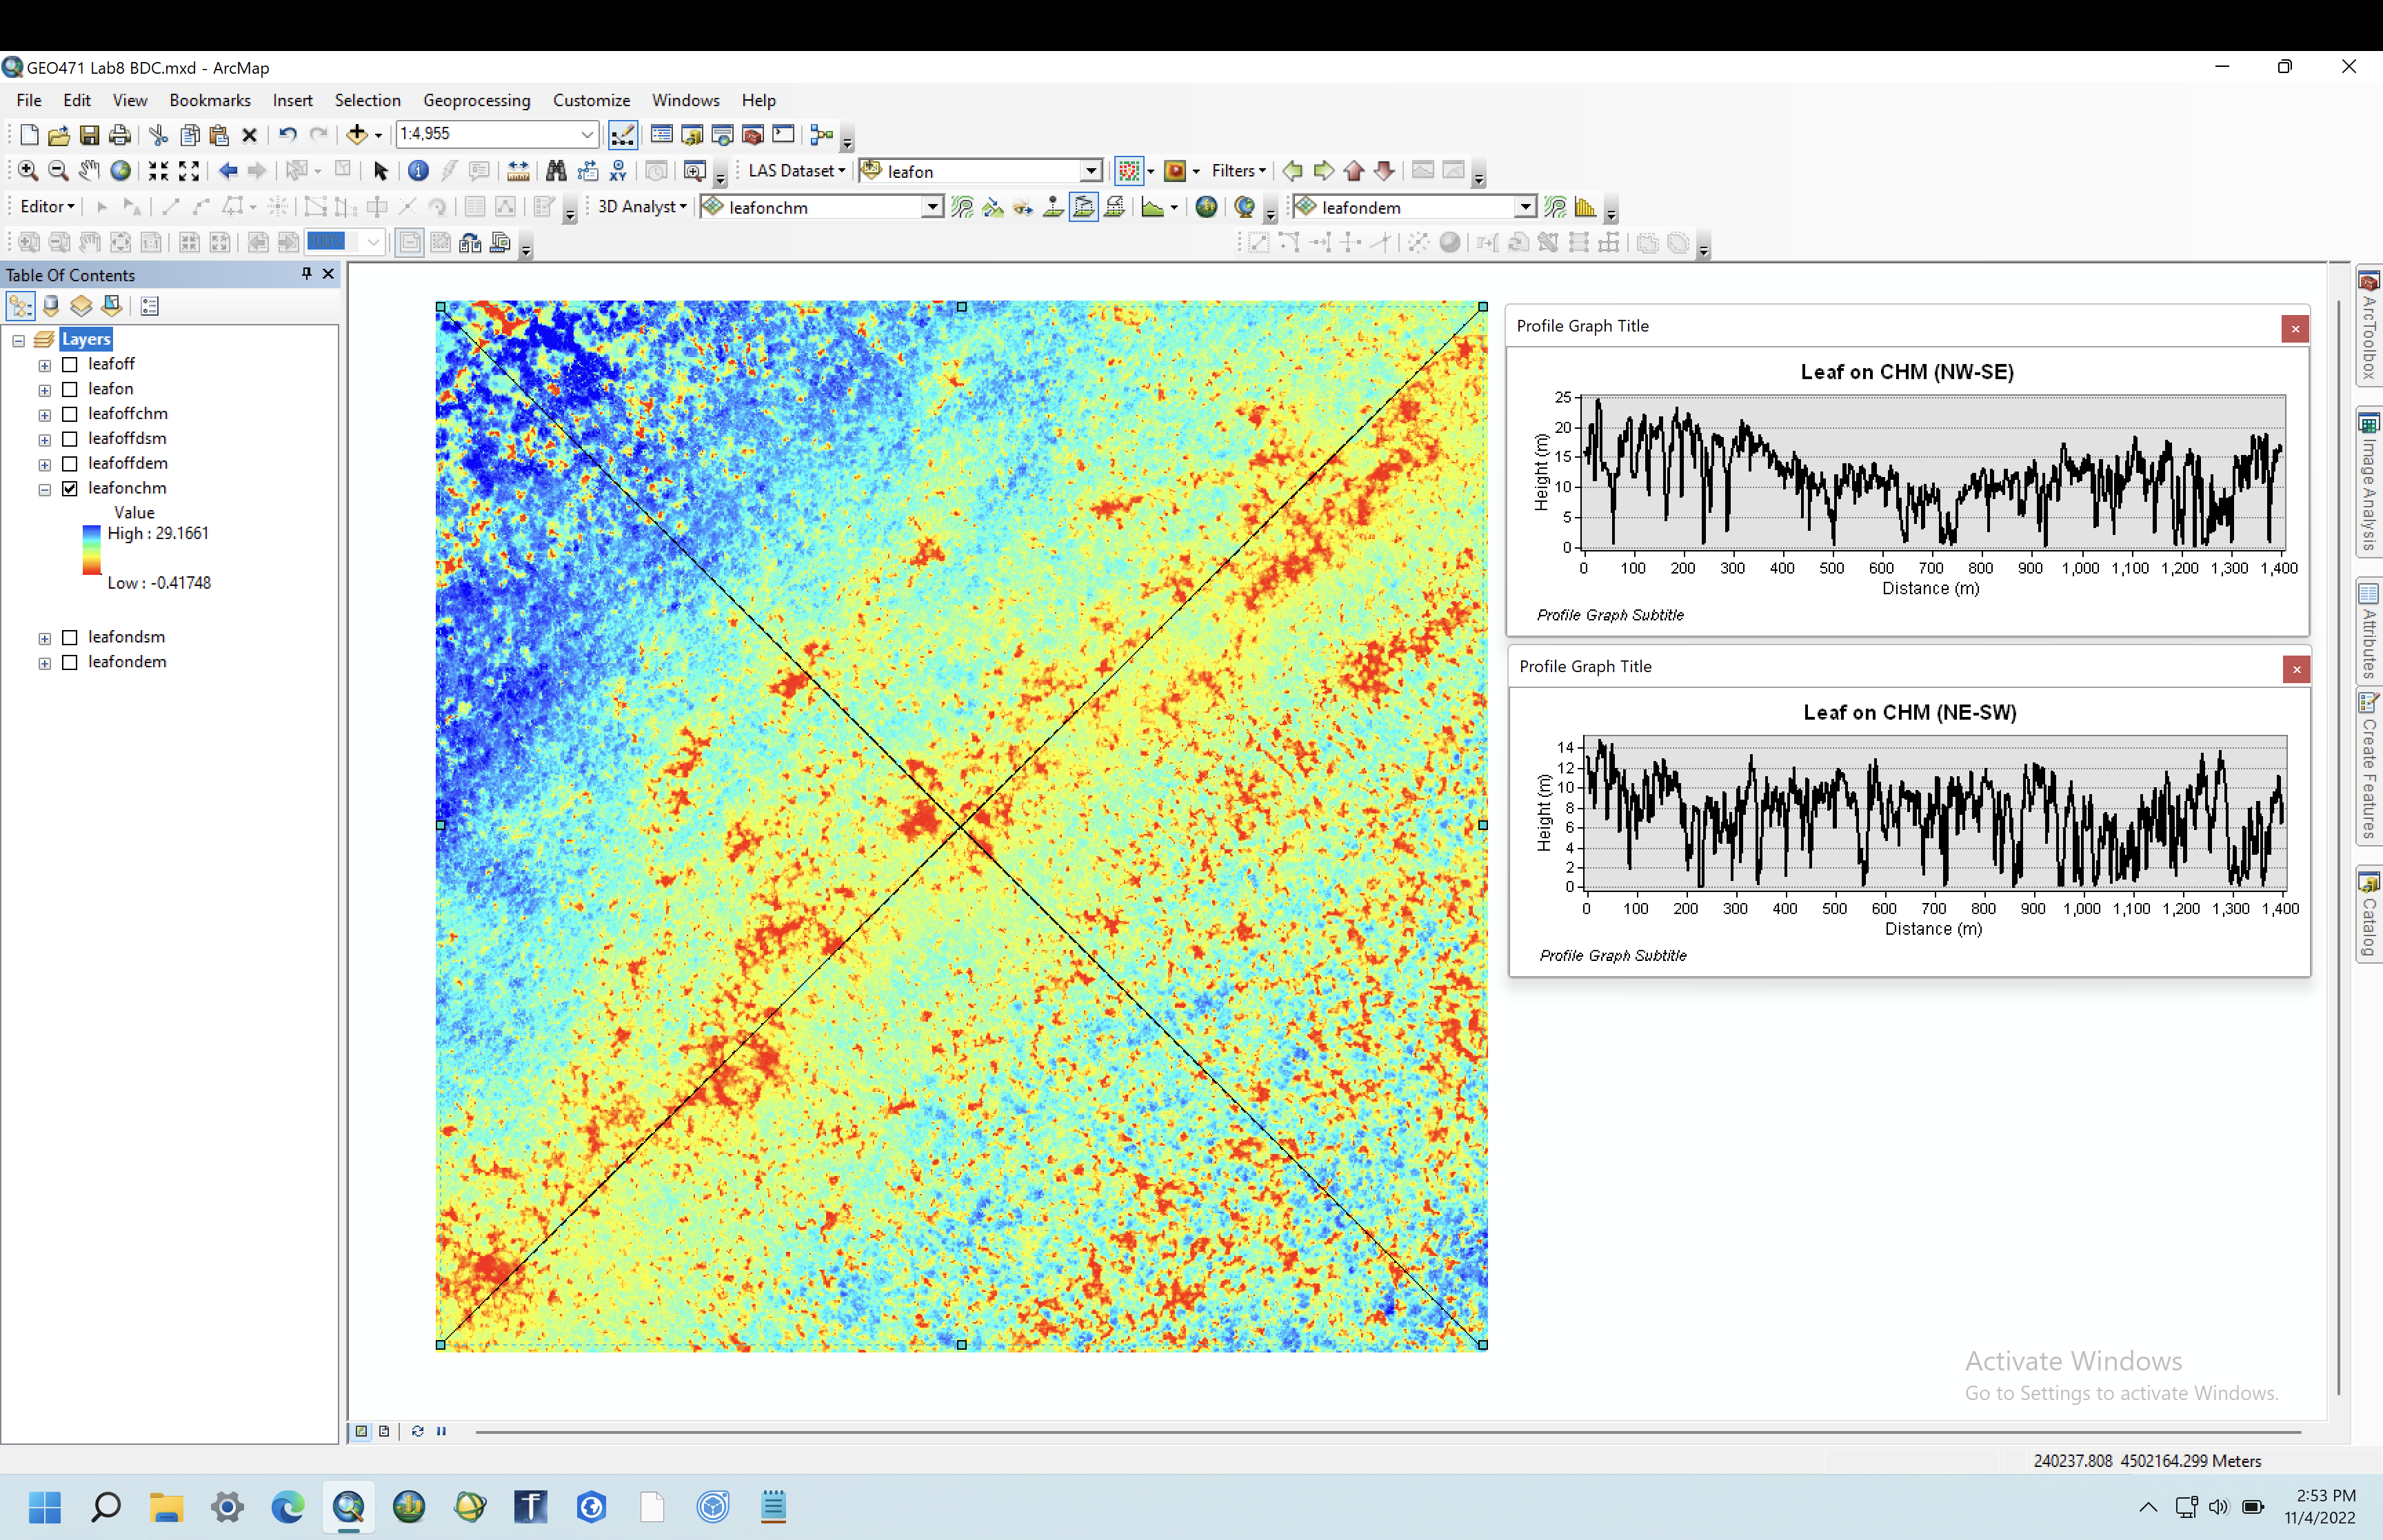 GEO471 Lab8 BDC.mxd - ArcMap
File Edit View Bookmarks Insert Selection Geoprocessing Customize Windows Help
1:4,955
LAS Dataset leafon Filters
Editor 3D Analyst leafonchm leafondem
100%
Table Of Contents
Layers
leafoff
leafon
leafoffchm
leafoffdsm
leafoffdem
leafonchm
Value
High : 29.1661
Low : -0.41748
leafondsm
leafondem
Profile Graph Title
Leaf on CHM (NW-SE)
Height (m)
25
20
15
10
5
0
0 100 200 300 400 500 600 700 800 900 1,000 1,100 1,200 1,300 1,400
Distance (m)
Profile Graph Subtitle
Profile Graph Title
Leaf on CHM (NE-SW)
Height (m)
14
12
10
8
6
4
2
0
0 100 200 300 400 500 600 700 800 900 1,000 1,100 1,200 1,300 1,400
Distance (m)
Profile Graph Subtitle
ArcToolbox
Image Analysis
Attributes
Create Features
Catalog
Activate Windows
Go to Settings to activate Windows.
240237.808 4502164.299 Meters
2:53 PM
11/4/2022